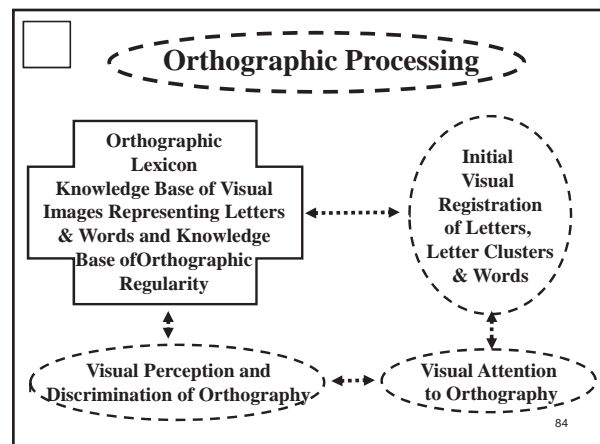 Orthographic Processing
Orthographic
Lexicon
Knowledge Base of Visual
Images Representing Letters
& Words and Knowledge
Base ofOrthographic
Regularity
Initial
Visual
Registration
of Letters,
Letter Clusters
& Words
Visual Perception and
Discrimination of Orthography
Visual Attention
to Orthography
84